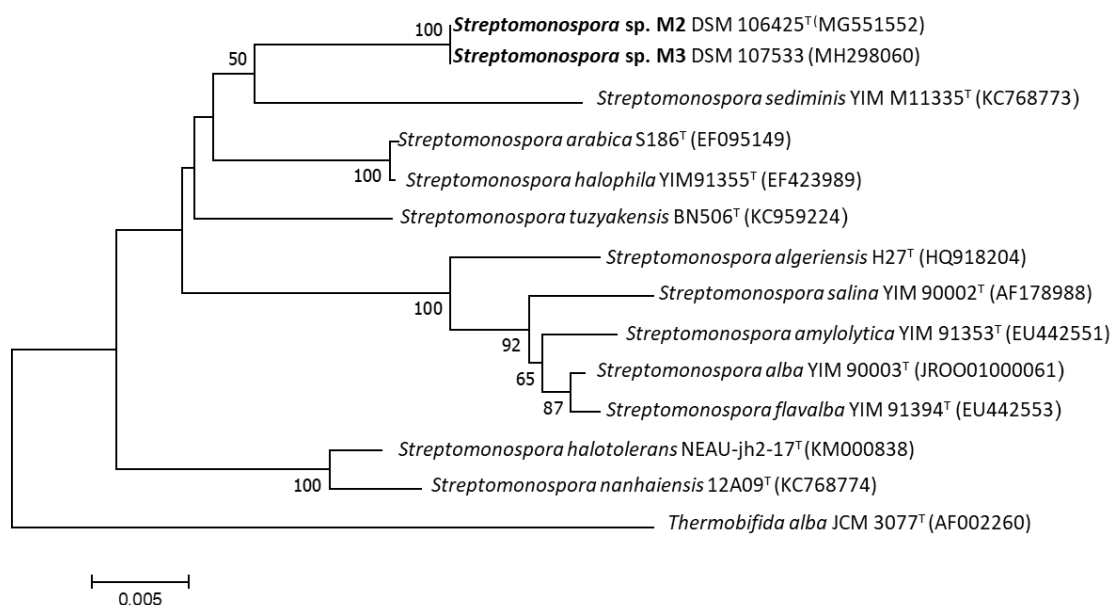 100 Streptomonospora sp. M2 DSM 106425T( (MG551552)
Streptomonospora sp. M3 DSM 107533 (MH298060)
50
Streptomonospora sediminis YIM M11335T (KC768773)
Streptomonospora arabica S186T (EF095149)
100
Streptomonospora halophila YIM91355T (EF423989)
Streptomonospora tuzyakensis BN506T (KC959224)
Streptomonospora algeriensis H27T (HQ918204)
100
Streptomonospora salina YIM 90002T (AF178988)
Streptomonospora amylolytica YIM 91353T (EU442551)
92
Streptomonospora alba YIM 90003T (JROO01000061)
65
Streptomonospora flavalba YIM 91394T (EU442553)
87
Streptomonospora halotolerans NEAU-jh2-17T (KM000838)
100
Streptomonospora nanhaiensis 12A09T (KC768774)
Thermobifida alba JCM 3077T (AF002260)
0.005